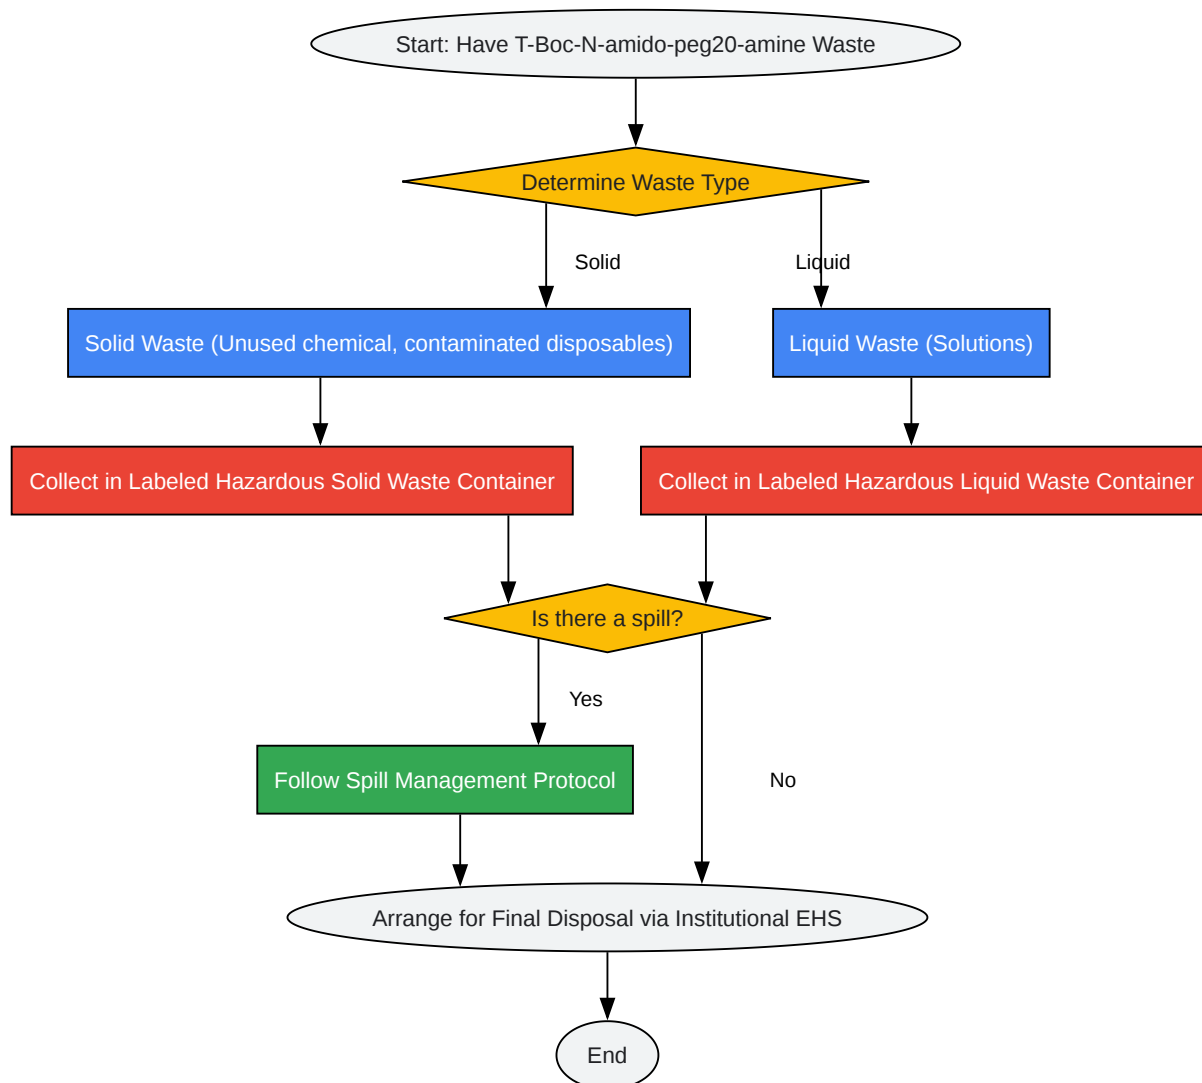 Start: Have T-Boc-N-amido-peg20-amine Waste
Determine Waste Type
Solid
Liquid
Solid Waste (Unused chemical, contaminated disposables)
Liquid Waste (Solutions)
Collect in Labeled Hazardous Solid Waste Container
Collect in Labeled Hazardous Liquid Waste Container
Is there a spill?
Yes
Follow Spill Management Protocol
No
Arrange for Final Disposal via Institutional EHS
End